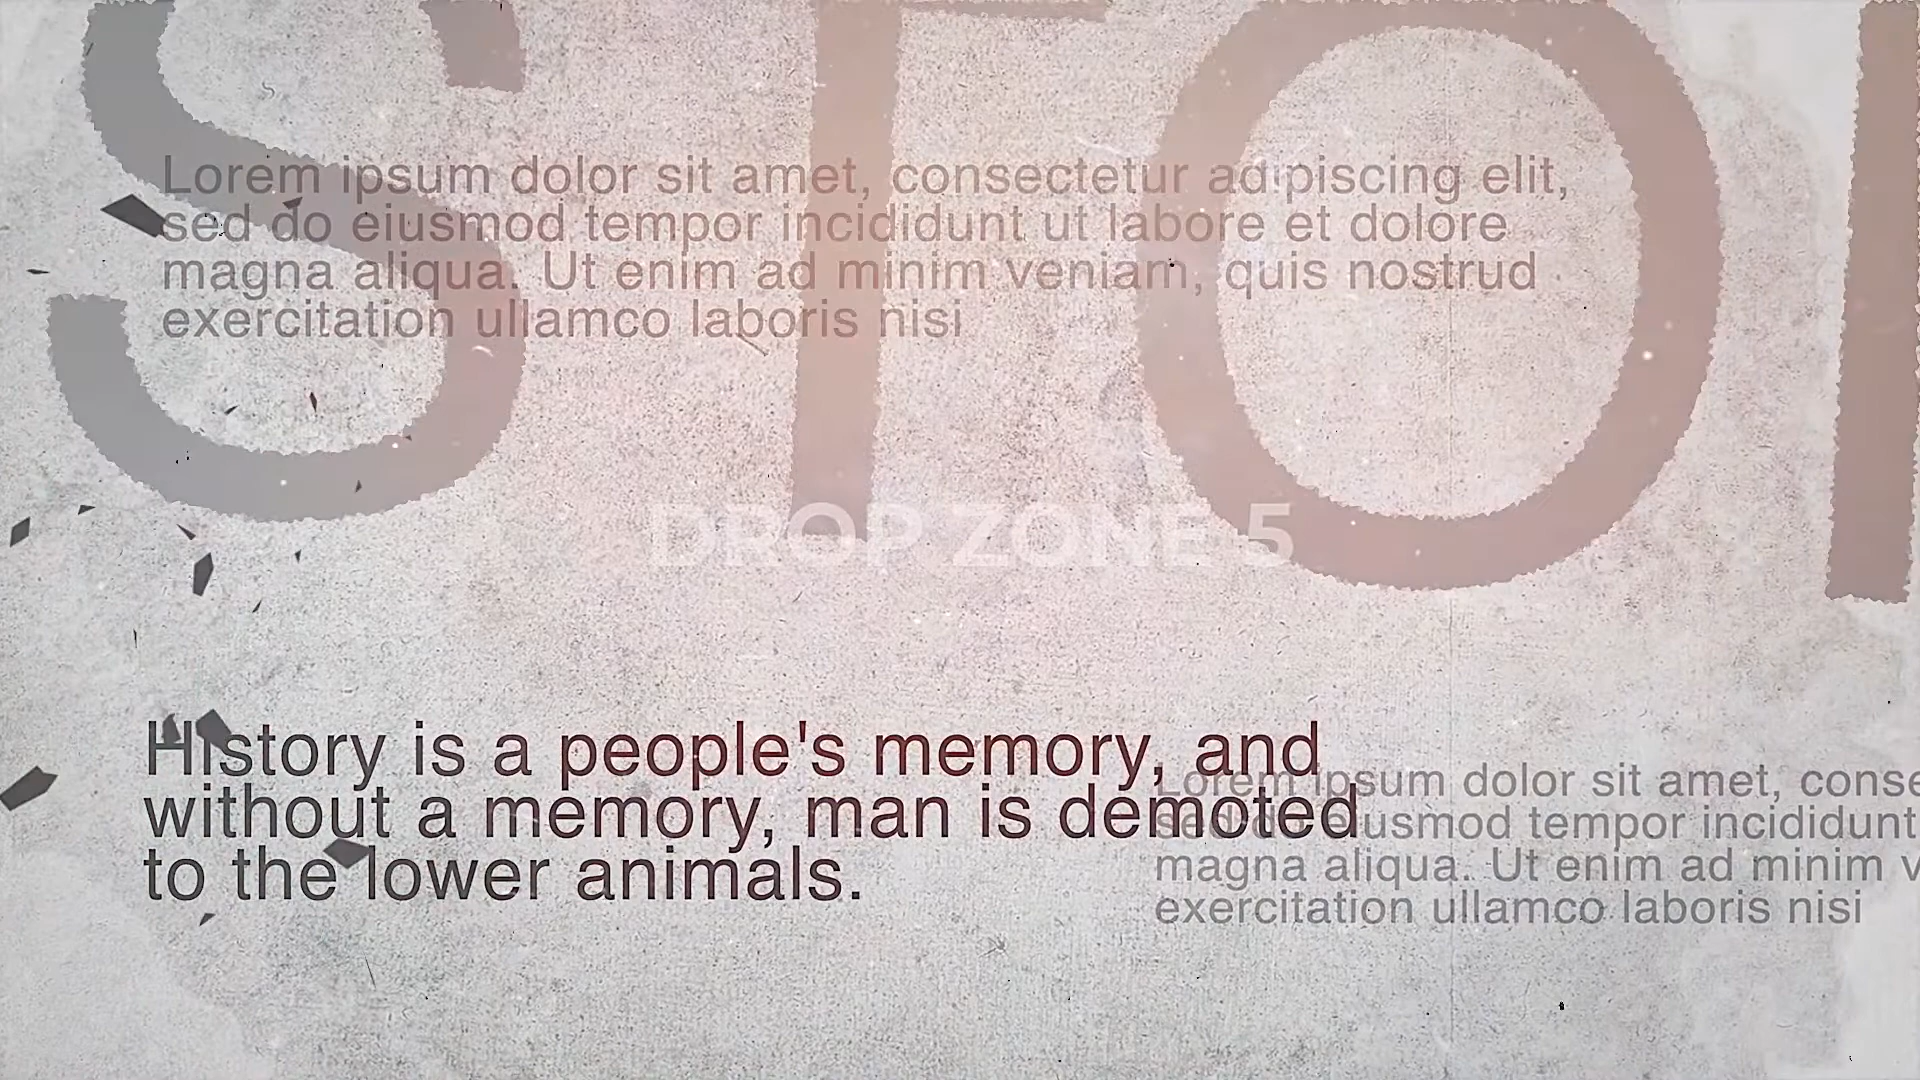 STO
Lorem ipsum dolor sit amet, consectetur adipiscing elit,
sed do eiusmod tempor incididunt ut labore et dolore
magna aliqua. Ut enim ad minim veniam, quis nostrud
exercitation ullamco laboris nisi
DROP ZONE 5
History is a people's memory, and
without a memory, man is demoted
to the lower animals.
Lorem ipsum dolor sit amet, conse
sed do eiusmod tempor incididunt
magna aliqua. Ut enim ad minim v
exercitation ullamco laboris nisi